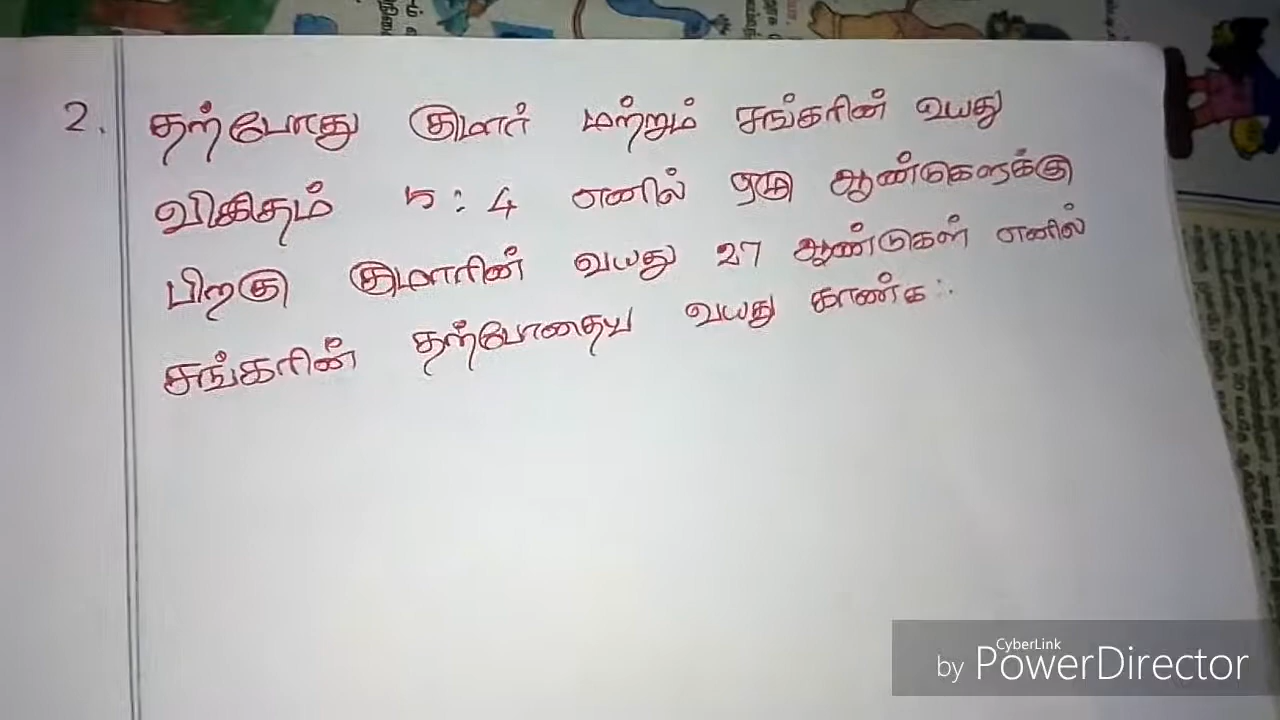 2. தற்போது குமார் மற்றும் சங்கரின் வயது
விகிதம் 5 : 4 எனில் ஏழு ஆண்டுகளுக்கு
பிறகு குமாரின் வயது 27 ஆண்டுகள் எனில்
சங்கரின் தற்போதைய வயது காண்க :.
CyberLink
by PowerDirector